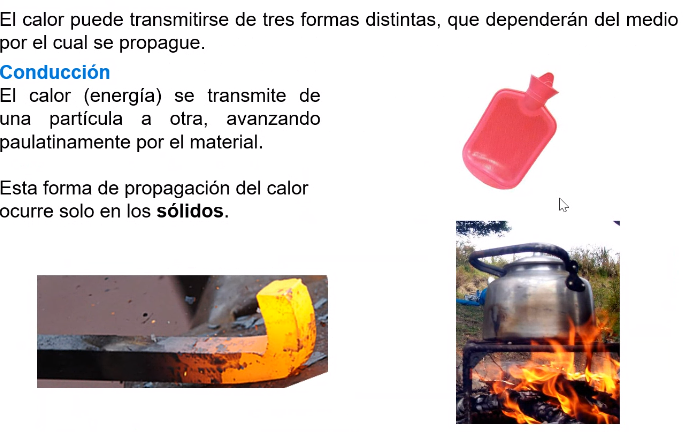 El calor puede transmitirse de tres formas distintas, que dependerán del medio
por el cual se propague.
Conducción
El calor (energía) se transmite de
una partícula a otra, avanzando
paulatinamente por el material.
Esta forma de propagación del calor
ocurre solo en los sólidos.